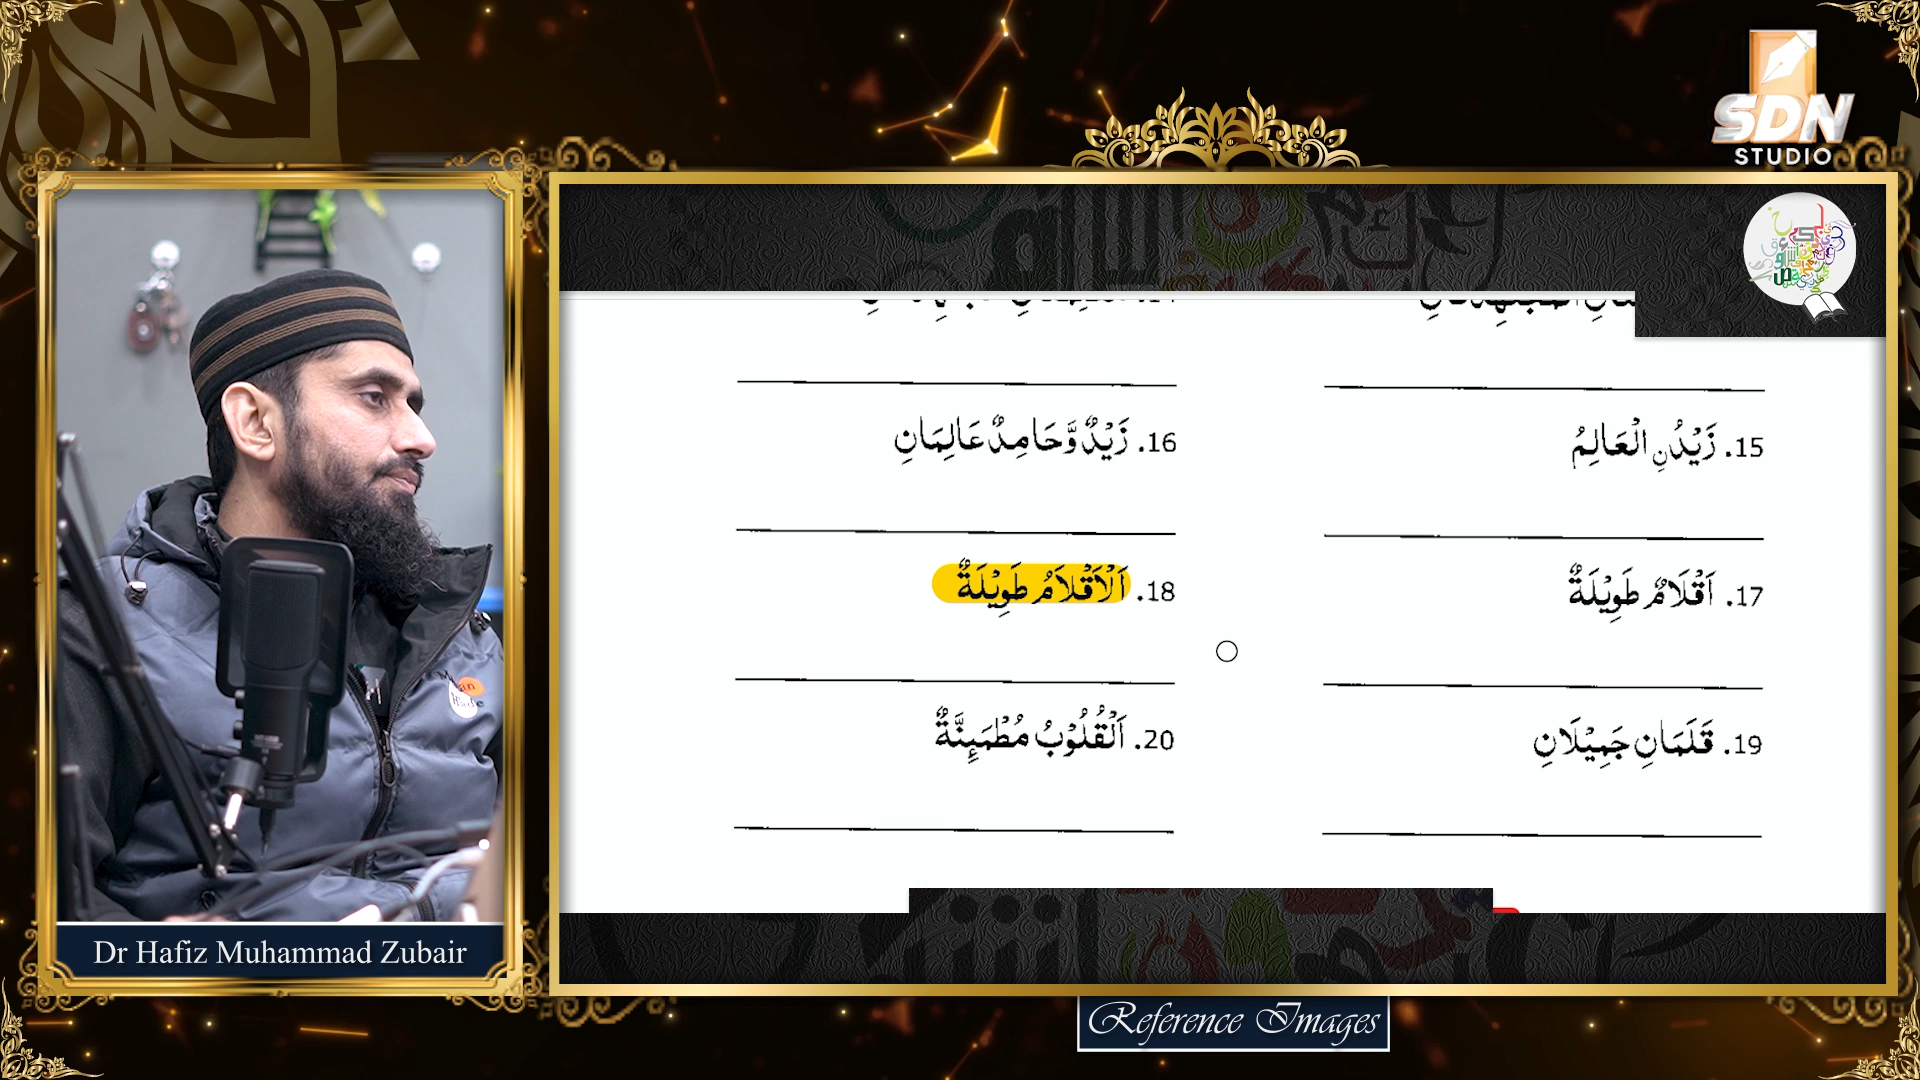 SDN
STUDIO
15. زَيْدُنِ الْعَالِمُ
16. زَيْدٌ وَّحَامِدٌ عَالِمَانِ
17. اَقْلَامٌ طَوِيْلَةٌ
18. اَلْاَقْلَامُ طَوِيْلَةٌ
19. قَلَمَانِ جَمِيْلَانِ
20. اَلْقُلُوْبُ مُطْمَئِنَّةٌ
Dr Hafiz Muhammad Zubair
Reference Images